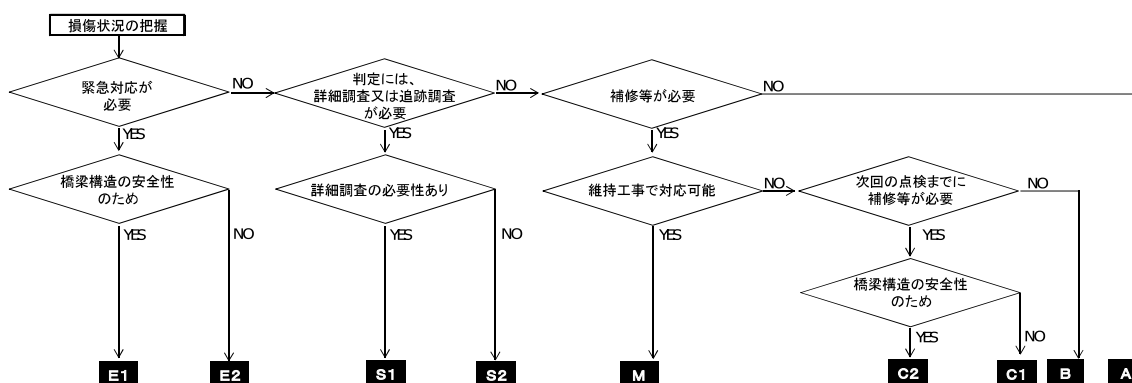 損傷状況の把握
緊急対応が
必要
NO
判定には、
詳細調査又は追跡調査
が必要
NO
補修等が必要
NO
YES
YES
YES
橋梁構造の安全性
のため
詳細調査の必要性あり
維持工事で対応可能
NO
次回の点検までに
補修等が必要
NO
YES
NO
YES
NO
YES
YES
橋梁構造の安全性
のため
YES
NO
E1
E2
S1
S2
M
C2
C1
B
A